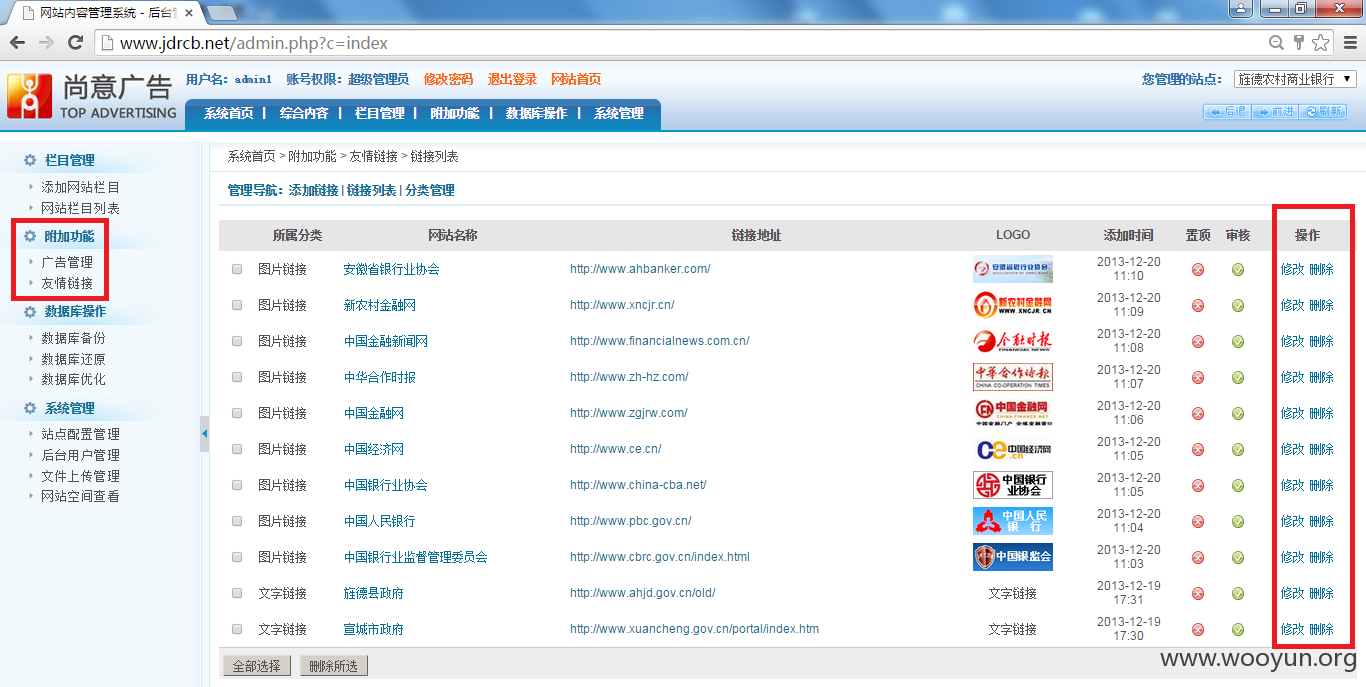 网站内容管理系统 - 后台管
www.jdrcb.net/admin.php?c=index
尚意广告
TOP ADVERTISING
用户名：admin1 账号权限：超级管理员 修改密码 退出登录 网站首页
您管理的站点： 旌德农村商业银行
系统首页 | 综合内容 | 栏目管理 | 附加功能 | 数据库操作 | 系统管理
后退 前进 刷新
栏目管理
添加网站栏目
网站栏目列表
附加功能
广告管理
友情链接
数据库操作
数据库备份
数据库还原
数据库优化
系统管理
站点配置管理
后台用户管理
文件上传管理
网站空间查看
系统首页 > 附加功能 > 友情链接 > 链接列表
管理导航：添加链接 | 链接列表 | 分类管理
所属分类 网站名称 链接地址 LOGO 添加时间 置顶 审核 操作
图片链接 安徽省银行业协会 http://www.ahbanker.com/ 安徽省银行业协会 2013-12-20 11:10 修改 删除
图片链接 新农村金融网 http://www.xncjr.cn/ 新农村金融网 WWW.XNCJR.CN 2013-12-20 11:09 修改 删除
图片链接 中国金融新闻网 http://www.financialnews.com.cn/ 金融时报 FINANCIAL NEWS 2013-12-20 11:08 修改 删除
图片链接 中华合作时报 http://www.zh-hz.com/ 中華合作時報 CHINA CO-OPERATION TIMES 2013-12-20 11:07 修改 删除
图片链接 中国金融网 http://www.zgjrw.com/ 中国金融网 CHINA FINANCE NET 中国金融门户 全球金融窗口 2013-12-20 11:06 修改 删除
图片链接 中国经济网 http://www.ce.cn/ ce.cn 中国经济网 2013-12-20 11:05 修改 删除
图片链接 中国银行业协会 http://www.china-cba.net/ 中国银行业协会 2013-12-20 11:05 修改 删除
图片链接 中国人民银行 http://www.pbc.gov.cn/ 中国人民银行 2013-12-20 11:04 修改 删除
图片链接 中国银行业监督管理委员会 http://www.cbrc.gov.cn/index.html 中国银监会 2013-12-20 11:03 修改 删除
文字链接 旌德县政府 http://www.ahjd.gov.cn/old/ 文字链接 2013-12-19 17:31 修改 删除
文字链接 宣城市政府 http://www.xuancheng.gov.cn/portal/index.htm 文字链接 2013-12-19 17:30 修改 删除
全部选择 删除所选
www.wooyun.org